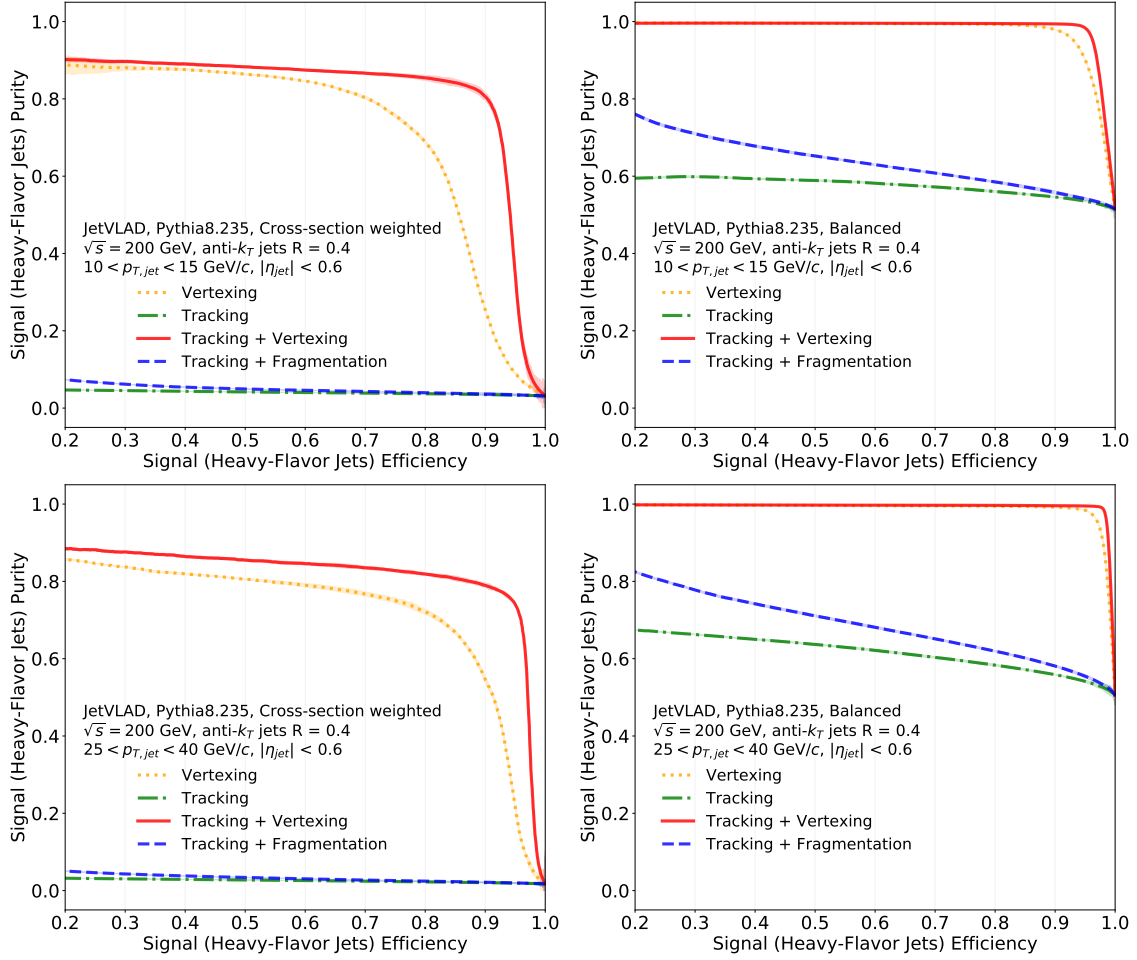 Signal (Heavy-Flavor Jets) Purity
1.0
0.8
0.6
0.4
0.2
0.0
JetVLAD, Pythia8.235, Cross-section weighted
√s = 200 GeV, anti-k_T jets R = 0.4
10 < p_{T,jet} < 15 GeV/c, |η_jet| < 0.6
Vertexing
Tracking
Tracking + Vertexing
Tracking + Fragmentation
0.2 0.3 0.4 0.5 0.6 0.7 0.8 0.9 1.0
Signal (Heavy-Flavor Jets) Efficiency
Signal (Heavy-Flavor Jets) Purity
1.0
0.8
0.6
0.4
0.2
0.0
JetVLAD, Pythia8.235, Balanced
√s = 200 GeV, anti-k_T jets R = 0.4
10 < p_{T,jet} < 15 GeV/c, |η_jet| < 0.6
Vertexing
Tracking
Tracking + Vertexing
Tracking + Fragmentation
0.2 0.3 0.4 0.5 0.6 0.7 0.8 0.9 1.0
Signal (Heavy-Flavor Jets) Efficiency
Signal (Heavy-Flavor Jets) Purity
1.0
0.8
0.6
0.4
0.2
0.0
JetVLAD, Pythia8.235, Cross-section weighted
√s = 200 GeV, anti-k_T jets R = 0.4
25 < p_{T,jet} < 40 GeV/c, |η_jet| < 0.6
Vertexing
Tracking
Tracking + Vertexing
Tracking + Fragmentation
0.2 0.3 0.4 0.5 0.6 0.7 0.8 0.9 1.0
Signal (Heavy-Flavor Jets) Efficiency
Signal (Heavy-Flavor Jets) Purity
1.0
0.8
0.6
0.4
0.2
0.0
JetVLAD, Pythia8.235, Balanced
√s = 200 GeV, anti-k_T jets R = 0.4
25 < p_{T,jet} < 40 GeV/c, |η_jet| < 0.6
Vertexing
Tracking
Tracking + Vertexing
Tracking + Fragmentation
0.2 0.3 0.4 0.5 0.6 0.7 0.8 0.9 1.0
Signal (Heavy-Flavor Jets) Efficiency